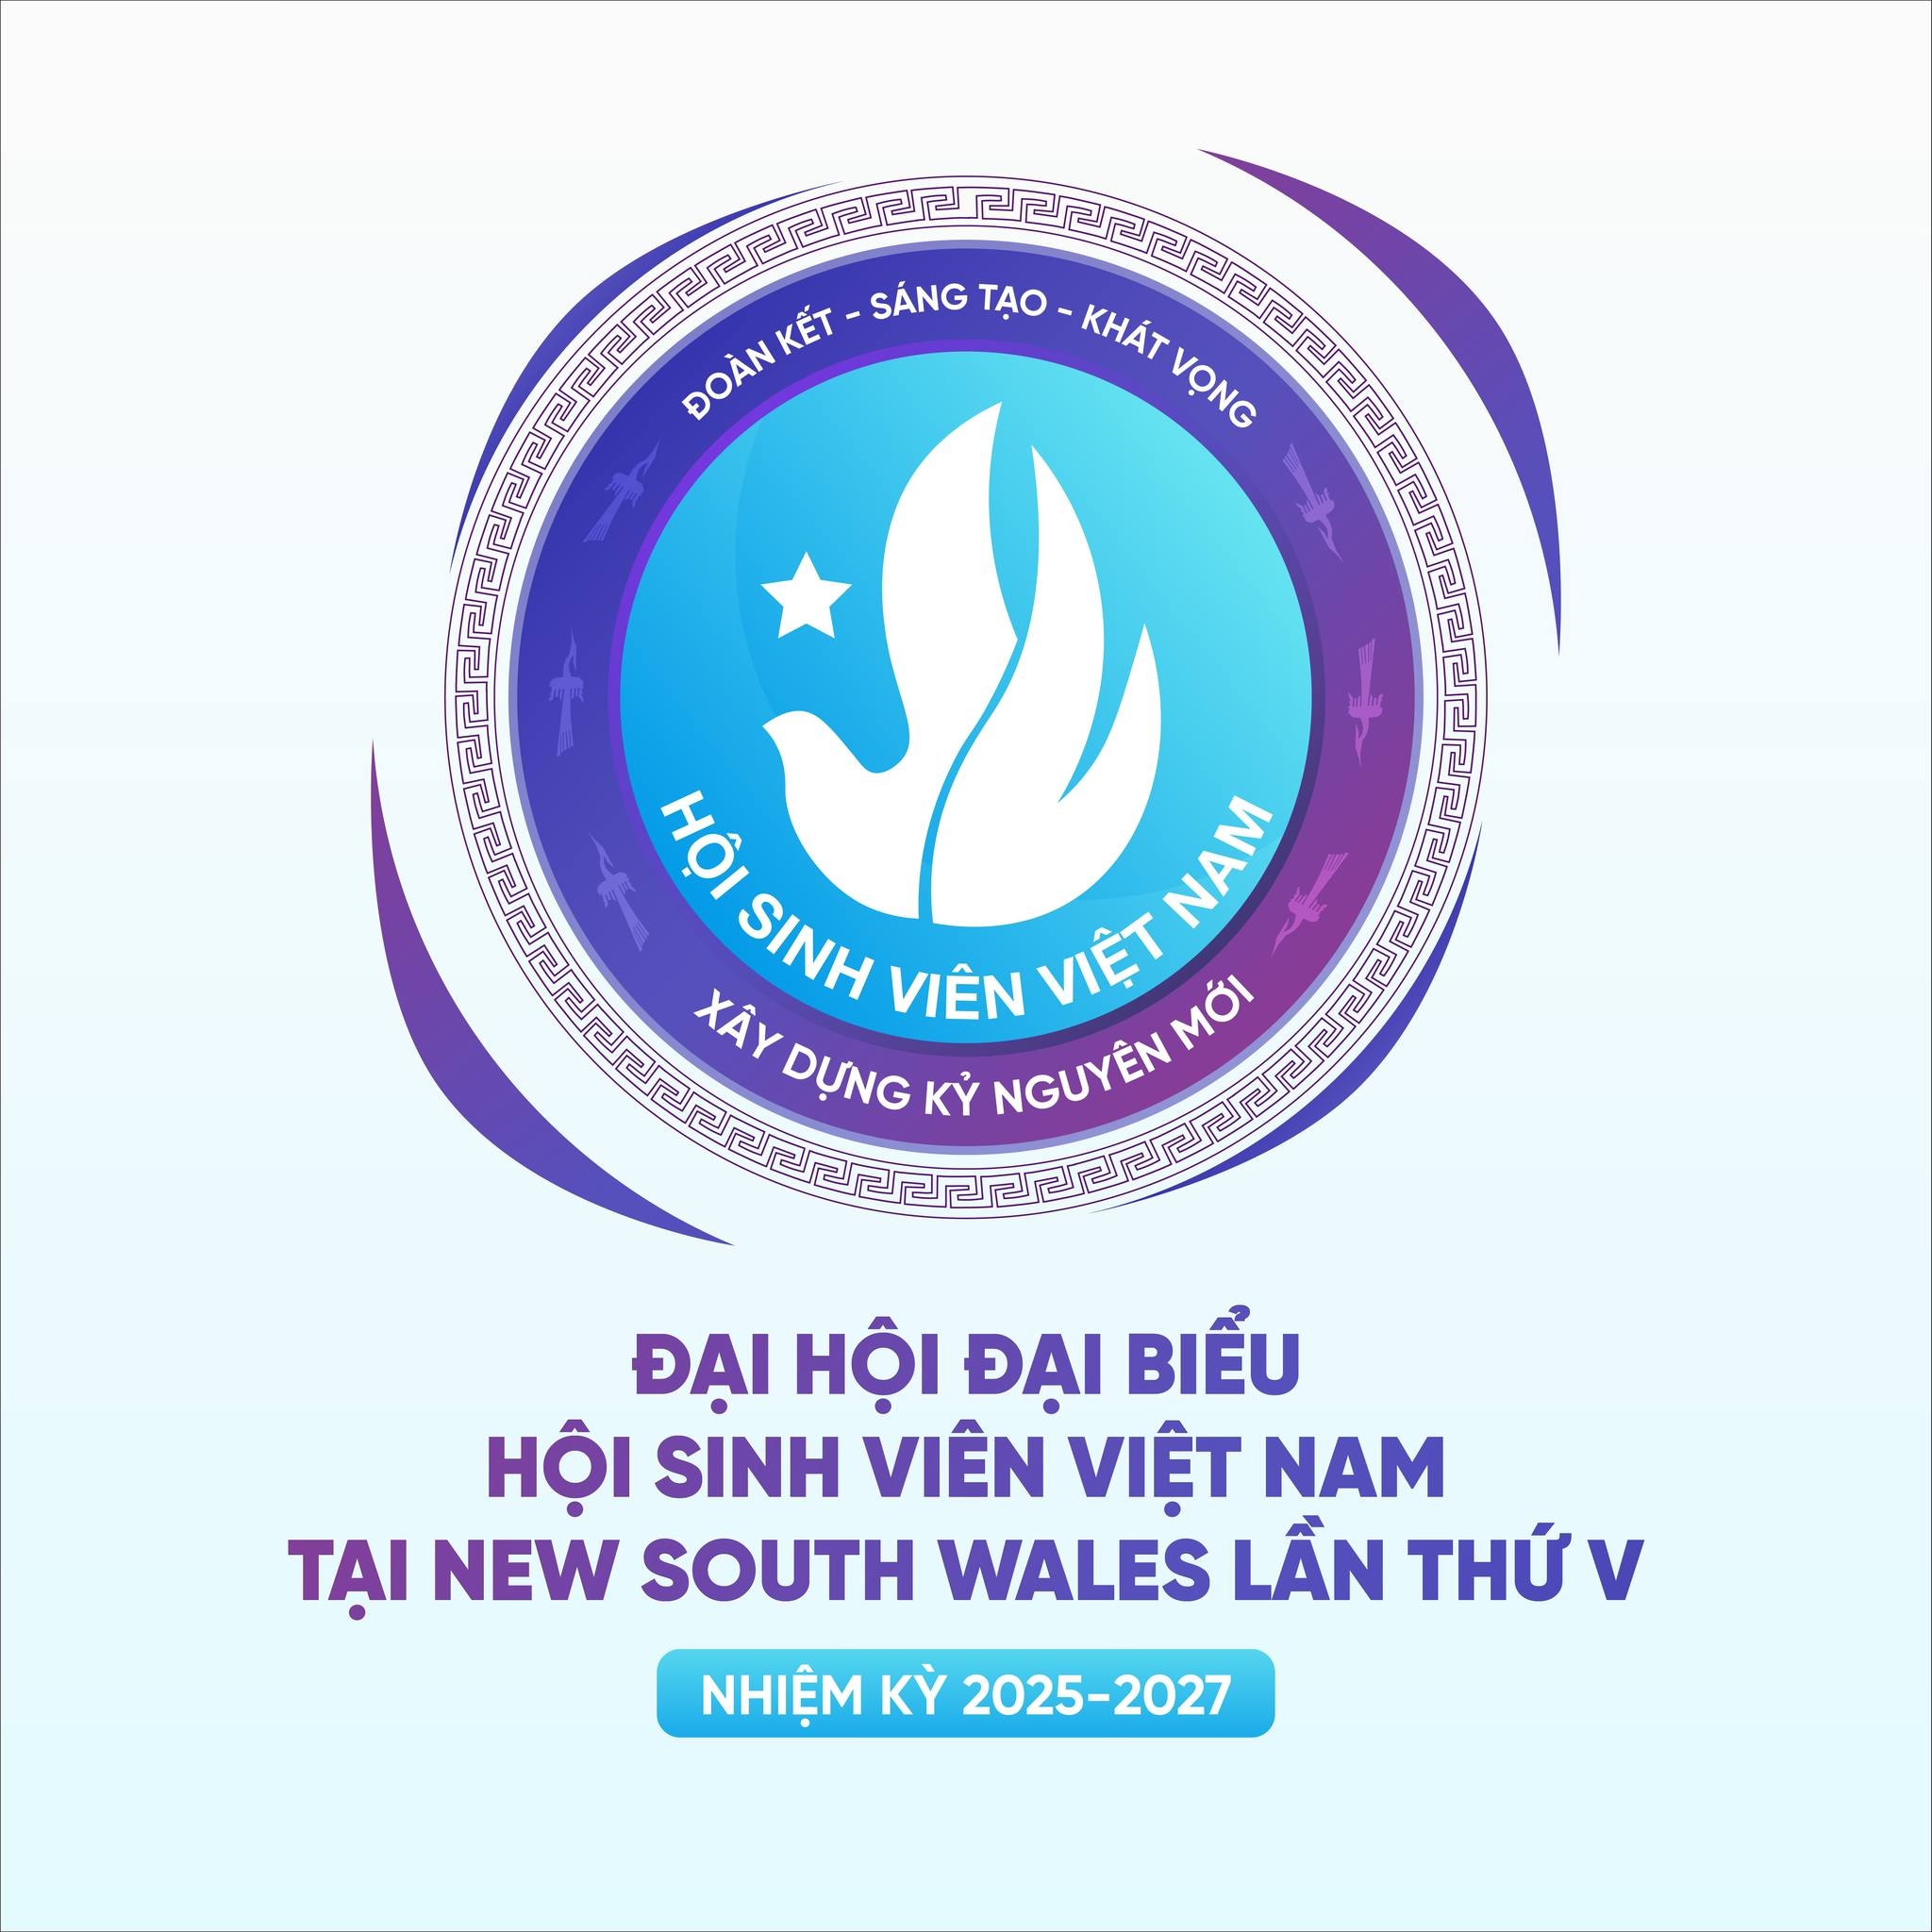 ĐOÀN KẾT - SÁNG TẠO - KHÁT VỌNG
HỘI SINH VIÊN VIỆT NAM
XÂY DỰNG KỶ NGUYÊN MỚI
ĐẠI HỘI ĐẠI BIỂU
HỘI SINH VIÊN VIỆT NAM
TẠI NEW SOUTH WALES LẦN THỨ V
NHIỆM KỲ 2025-2027